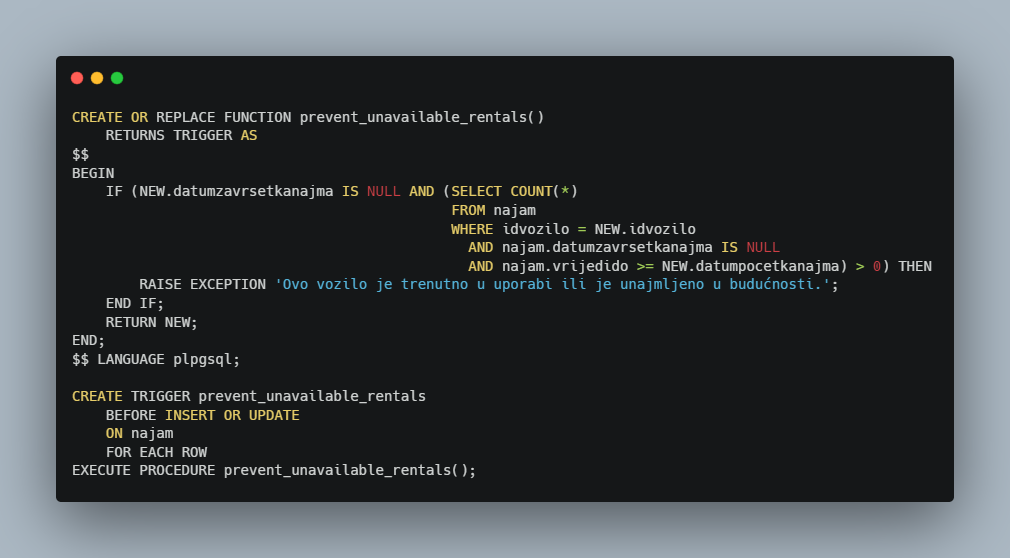 CREATE OR REPLACE FUNCTION prevent_unavailable_rentals()
    RETURNS TRIGGER AS
$$
BEGIN
    IF (NEW.datumzavrsetkanajma IS NULL AND (SELECT COUNT(*)
                                             FROM najam
                                             WHERE idvozilo = NEW.idvozilo
                                               AND najam.datumzavrsetkanajma IS NULL
                                               AND najam.vrijedido >= NEW.datumpocetkanajma) > 0) THEN
        RAISE EXCEPTION 'Ovo vozilo je trenutno u uporabi ili je unajmljeno u budućnosti.';
    END IF;
    RETURN NEW;
END;
$$ LANGUAGE plpgsql;

CREATE TRIGGER prevent_unavailable_rentals
    BEFORE INSERT OR UPDATE
    ON najam
    FOR EACH ROW
EXECUTE PROCEDURE prevent_unavailable_rentals();